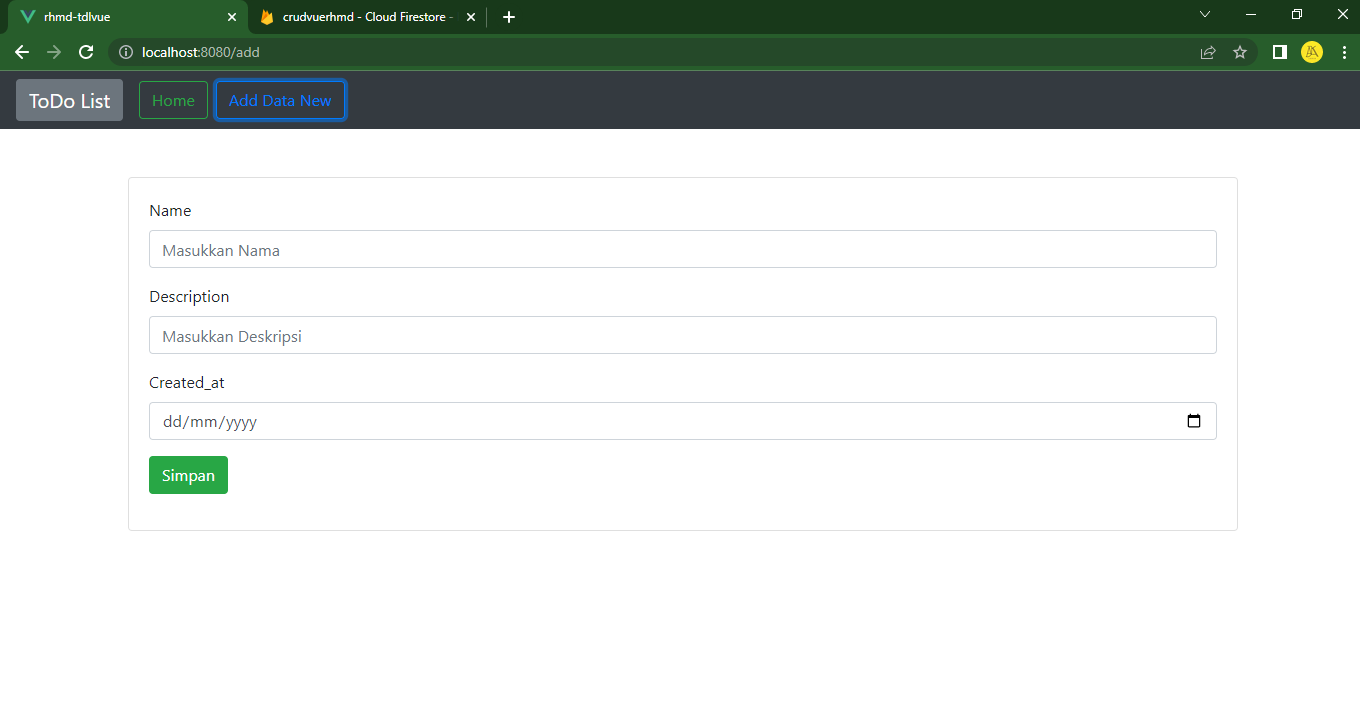 rhmd-tdlvue
crudvuerhmd - Cloud Firestore -
localhost:8080/add
ToDo List Home Add Data New
Name
Masukkan Nama
Description
Masukkan Deskripsi
Created_at
dd/mm/yyyy
Simpan